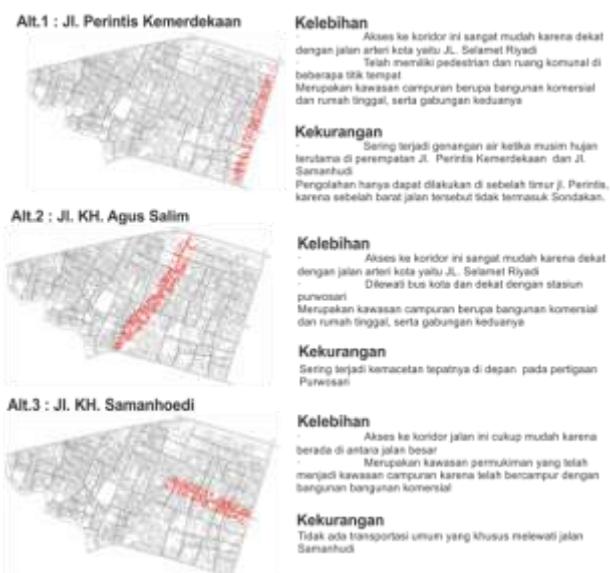 Alt.1 : Jl. Perintis Kemerdekaan
Kelebihan
· Akses ke koridor ini sangat mudah karena dekat
dengan jalan arteri kota yaitu JL. Selamet Riyadi
· Telah memiliki pedestrian dan ruang komunal di
beberapa titik tempat
Merupakan kawasan campuran berupa bangunan komersial
dan rumah tinggal, serta gabungan keduanya
Kekurangan
· Sering terjadi genangan air ketika musim hujan
terutama di perempatan Jl. Perintis Kemerdekaan dan Jl.
Samanhudi
Pengolahan hanya dapat dilakukan di sebelah timur jl. Perintis,
karena sebelah barat jalan tersebut tidak termasuk Sondakan.
Alt.2 : Jl. KH. Agus Salim
Kelebihan
· Akses ke koridor ini sangat mudah karena dekat
dengan jalan arteri kota yaitu JL. Selamet Riyadi
· Dilewati bus kota dan dekat dengan stasiun
purwosari
Merupakan kawasan campuran berupa bangunan komersial
dan rumah tinggal, serta gabungan keduanya
Kekurangan
Sering terjadi kemacetan tepatnya di depan pada pertigaan
Purwosari
Alt.3 : Jl. KH. Samanhoedi
Kelebihan
· Akses ke koridor jalan ini cukup mudah karena
berada di antara jalan besar
· Merupakan kawasan permukiman yang telah
menjadi kawasan campuran karena telah bercampur dengan
bangunan bangunan komersial
Kekurangan
Tidak ada transportasi umum yang khusus melewati jalan
Samanhudi